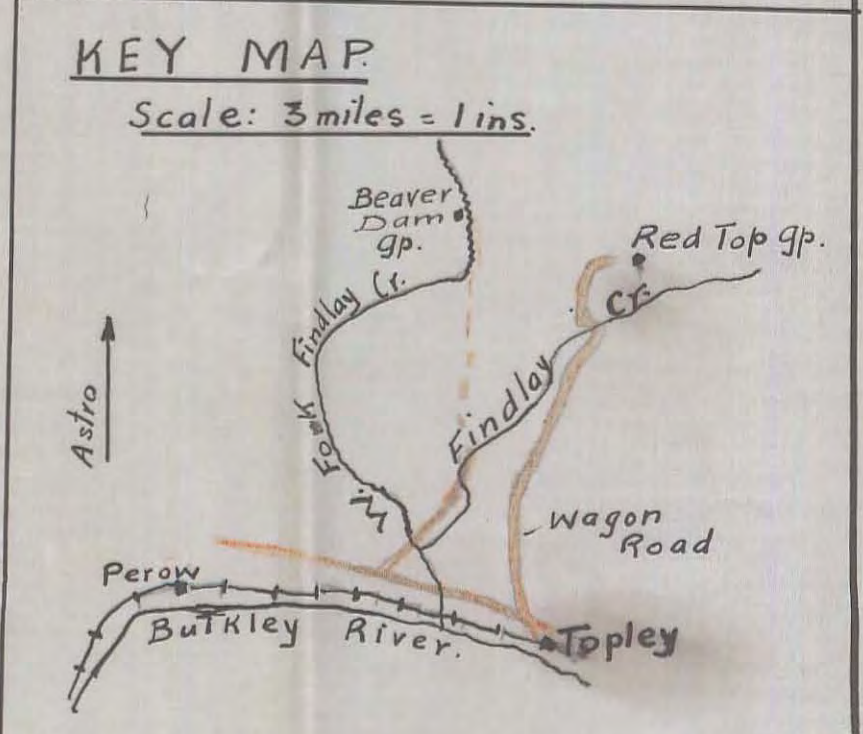 KEY MAP.
Scale: 3 miles = 1 ins.
Beaver
Dam
gp.
Red Top gp.
Findlay Cr.
Findlay Cr.
Astro
W. Fork
Wagon
Road
Perow
Bulkley River.
Topley